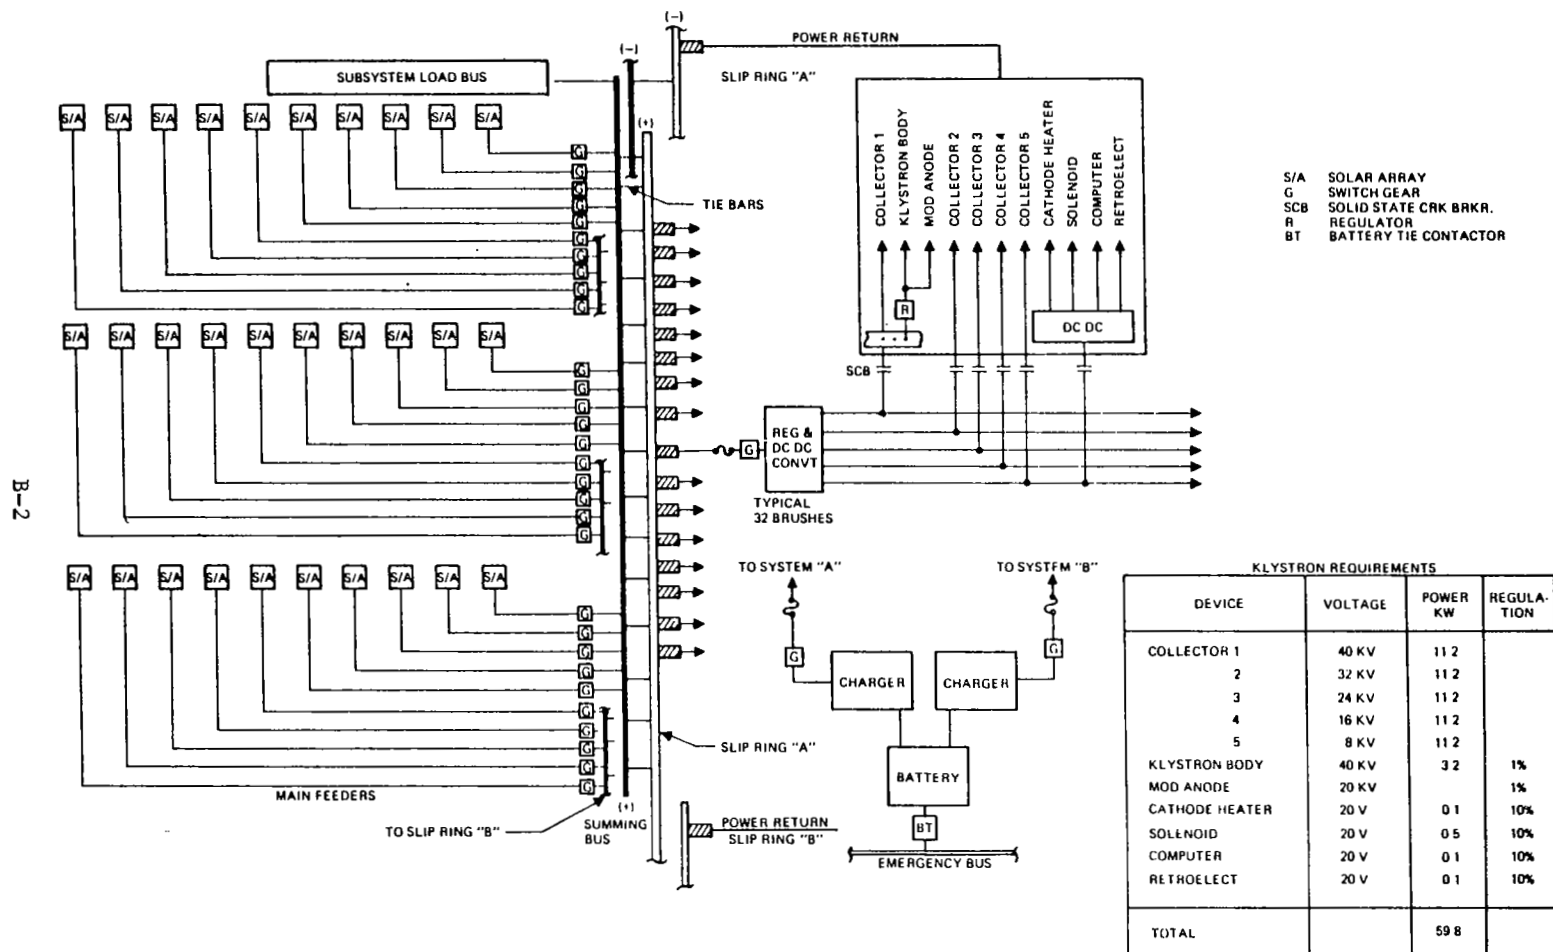 (-)
POWER RETURN
(-)
SUBSYSTEM LOAD BUS
SLIP RING "A"
S/A S/A S/A S/A S/A S/A S/A S/A S/A S/A
(+)
G
G
G
G
G
G
G
G
G
G
TIE BARS
COLLECTOR 1
KLYSTRON BODY
MOD ANODE
COLLECTOR 2
COLLECTOR 3
COLLECTOR 4
COLLECTOR 5
CATHODE HEATER
SOLENOID
COMPUTER
RETROELECT
R
DC DC
SCB
S/A SOLAR ARRAY
G SWITCH GEAR
SCB SOLID STATE CRK BRKR.
R REGULATOR
BT BATTERY TIE CONTACTOR
S/A S/A S/A S/A S/A S/A S/A S/A S/A S/A
G
G
G
G
G
G
G
G
G
G
G
REG &
DC DC
CONVT
TYPICAL
32 BRUSHES
B-2
S/A S/A S/A S/A S/A S/A S/A S/A S/A S/A
G
G
G
G
G
G
G
G
G
G
MAIN FEEDERS
TO SLIP RING "B"
(+)
SUMMING
BUS
SLIP RING "A"
POWER RETURN
SLIP RING "B"
TO SYSTEM "A"
TO SYSTEM "B"
G
G
CHARGER
CHARGER
BATTERY
BT
EMERGENCY BUS
KLYSTRON REQUIREMENTS
DEVICE VOLTAGE POWER KW REGULA-TION
COLLECTOR 1 40 KV 11 2
2 32 KV 11 2
3 24 KV 11 2
4 16 KV 11 2
5 8 KV 11 2
KLYSTRON BODY 40 KV 3 2 1%
MOD ANODE 20 KV 1%
CATHODE HEATER 20 V 0 1 10%
SOLENOID 20 V 0 5 10%
COMPUTER 20 V 0 1 10%
RETROELECT 20 V 0 1 10%
TOTAL 59 8